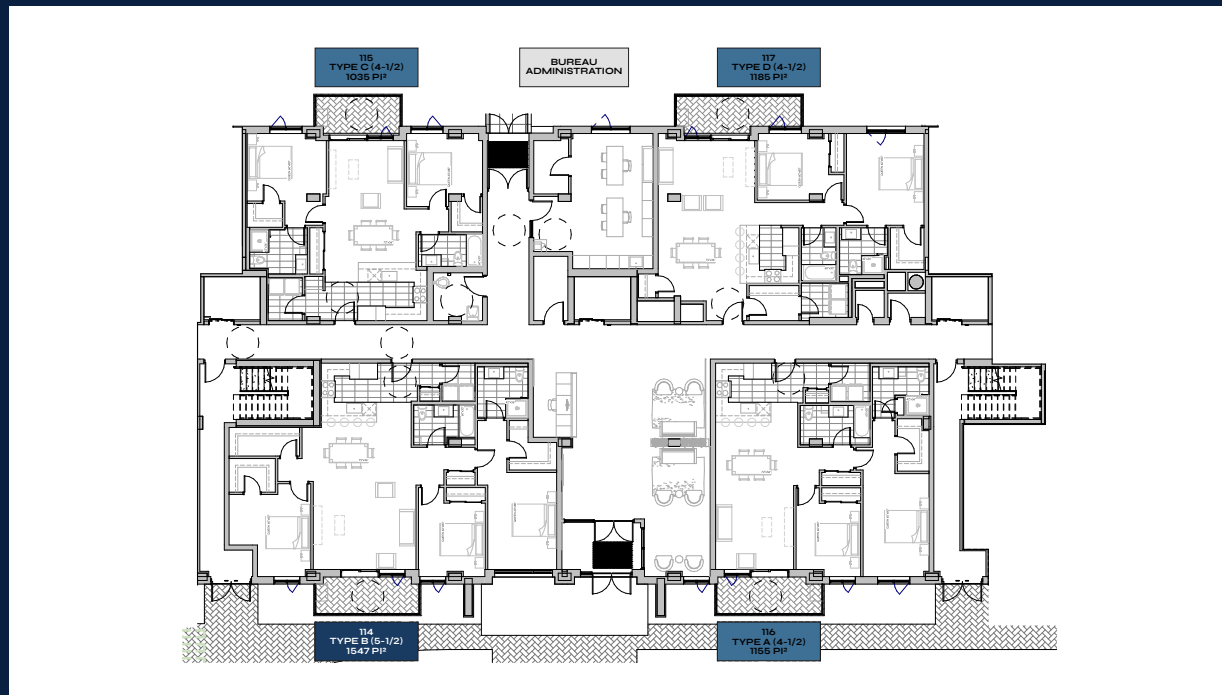 115
TYPE C (4-1/2)
1035 PI²
BUREAU
ADMINISTRATION
117
TYPE D (4-1/2)
1185 PI²
114
TYPE B (5-1/2)
1547 PI²
116
TYPE A (4-1/2)
1155 PI²